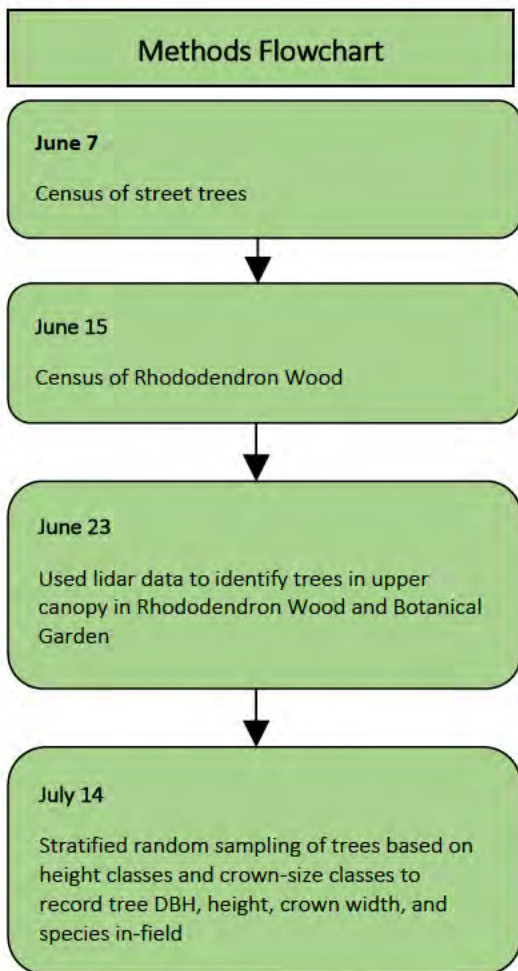 Methods Flowchart
June 7
Census of street trees
June 15
Census of Rhododendron Wood
June 23
Used lidar data to identify trees in upper
canopy in Rhododendron Wood and Botanical
Garden
July 14
Stratified random sampling of trees based on
height classes and crown-size classes to
record tree DBH, height, crown width, and
species in-field